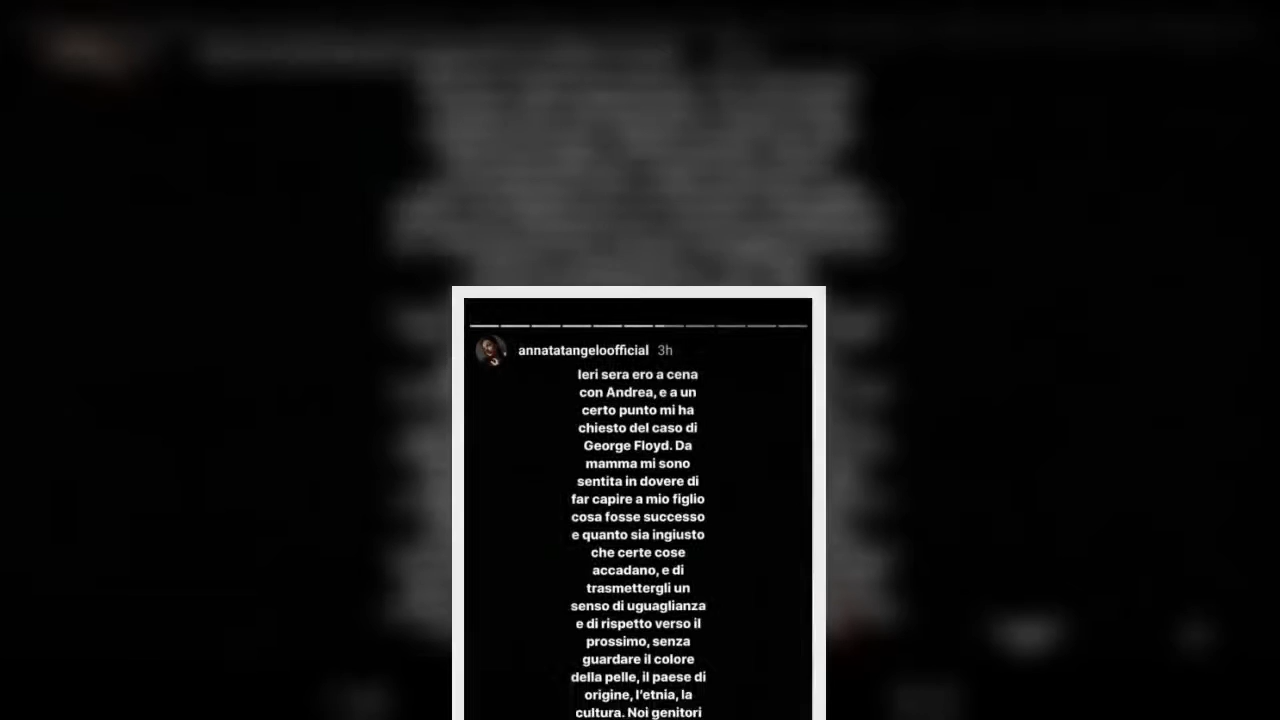 annatatangeloofficial 3h
Ieri sera ero a cena
con Andrea, e a un
certo punto mi ha
chiesto del caso di
George Floyd. Da
mamma mi sono
sentita in dovere di
far capire a mio figlio
cosa fosse successo
e quanto sia ingiusto
che certe cose
accadano, e di
trasmettergli un
senso di uguaglianza
e di rispetto verso il
prossimo, senza
guardare il colore
della pelle, il paese di
origine, l'etnia, la
cultura. Noi genitori